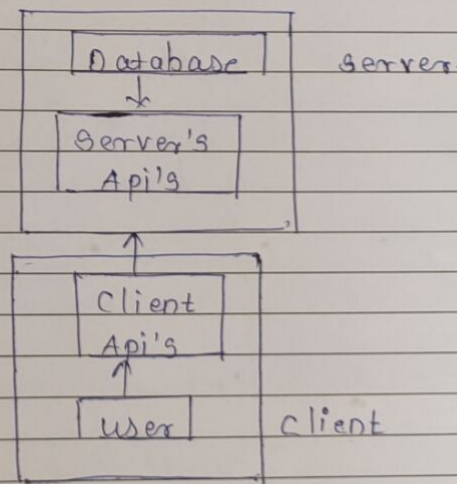 Database
Server
Server's
Api's
Client
Api's
user
Client